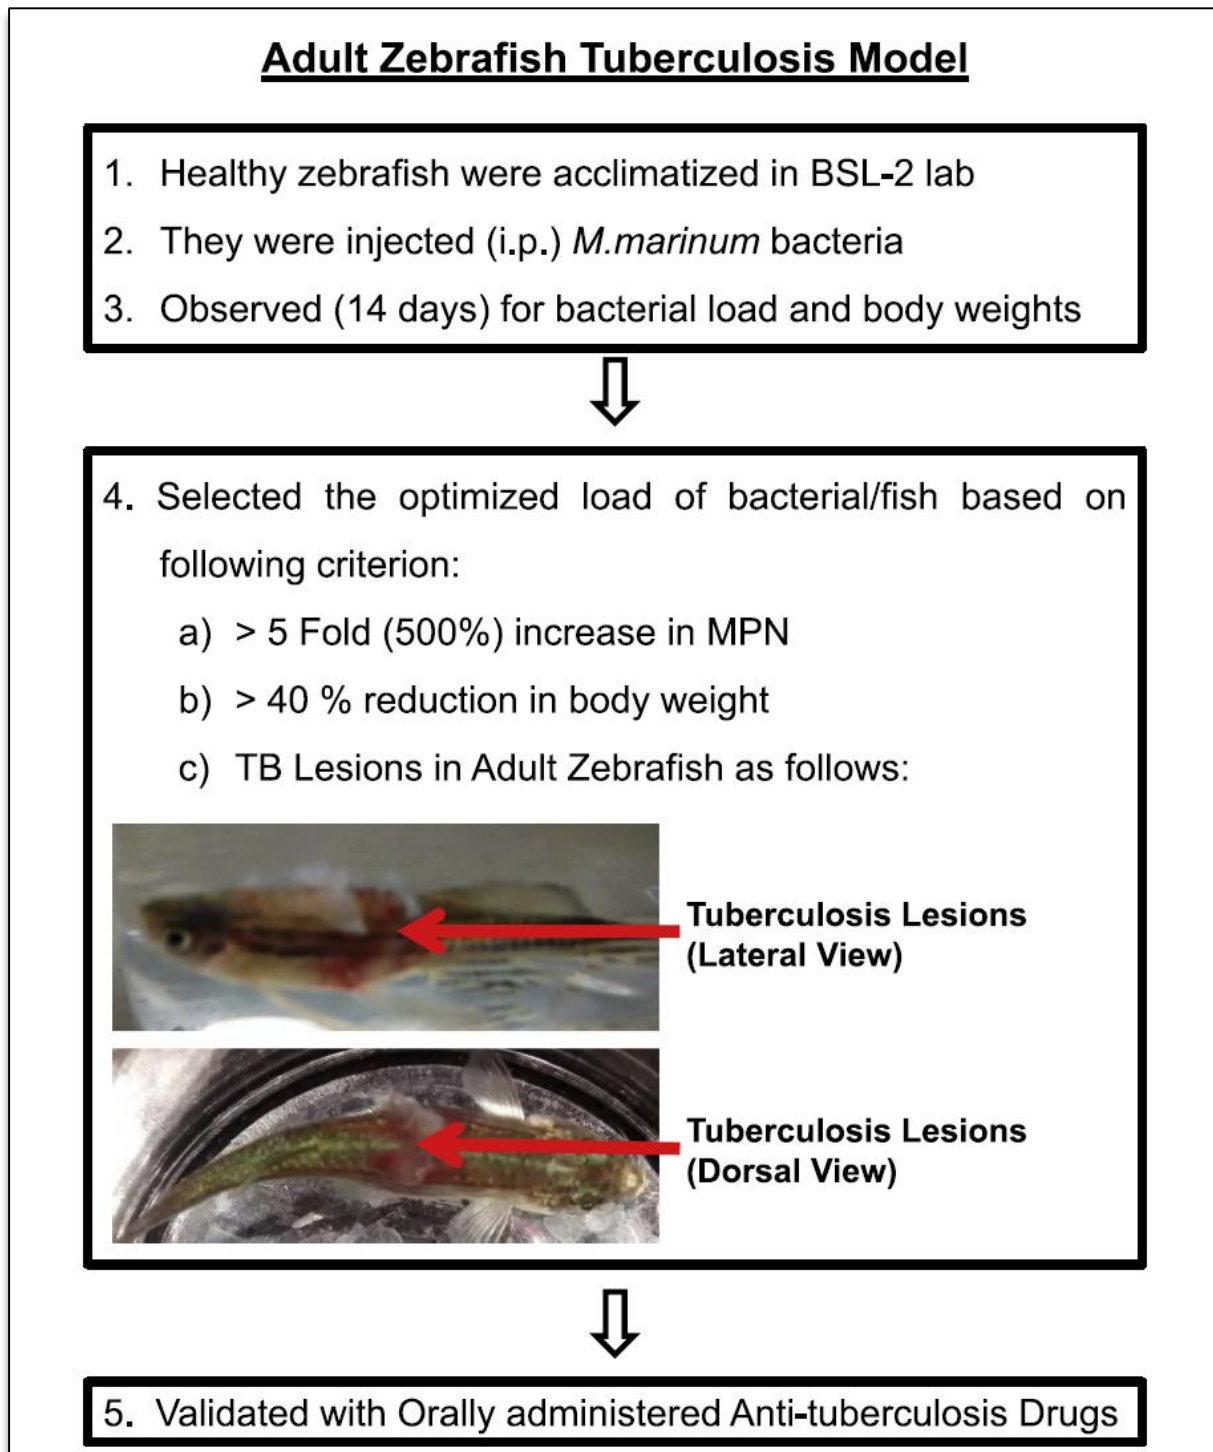 Adult Zebrafish Tuberculosis Model
1. Healthy zebrafish were acclimatized in BSL-2 lab
2. They were injected (i.p.) M.marinum bacteria
3. Observed (14 days) for bacterial load and body weights
4. Selected the optimized load of bacterial/fish based on
following criterion:
a) > 5 Fold (500%) increase in MPN
b) > 40 % reduction in body weight
c) TB Lesions in Adult Zebrafish as follows:
Tuberculosis Lesions
(Lateral View)
Tuberculosis Lesions
(Dorsal View)
5. Validated with Orally administered Anti-tuberculosis Drugs